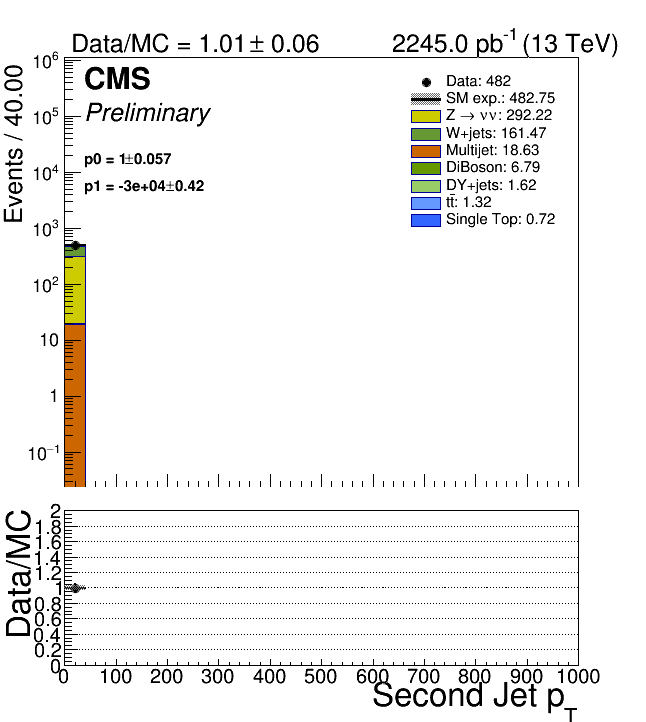 Data/MC = 1.01± 0.06 2245.0 pb⁻¹ (13 TeV)
Events / 40.00
10⁶
10⁵
10⁴
10³
10²
10
1
10⁻¹
CMS
Preliminary
p0 = 1±0.057
p1 = -3e+04±0.42
Data: 482
SM exp.: 482.75
Z → νν: 292.22
W+jets: 161.47
Multijet: 18.63
DiBoson: 6.79
DY+jets: 1.62
tt̄: 1.32
Single Top: 0.72
Data/MC
2
1.8
1.6
1.4
1.2
1
0.8
0.6
0.4
0.2
0
0 100 200 300 400 500 600 700 800 900 1000
Second Jet p_T